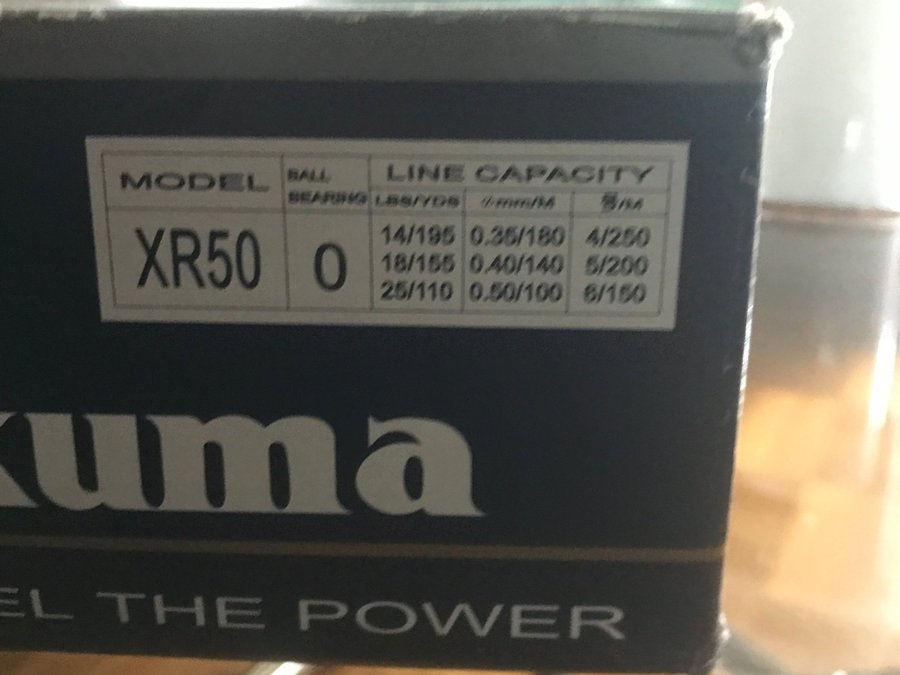 MODEL BALL BEARING LINE CAPACITY
LBS/YDS ∅mm/M 号/M
XR50 0 14/195 0.35/180 4/250
18/155 0.40/140 5/200
25/110 0.50/100 6/150
kuma
EL THE POWER